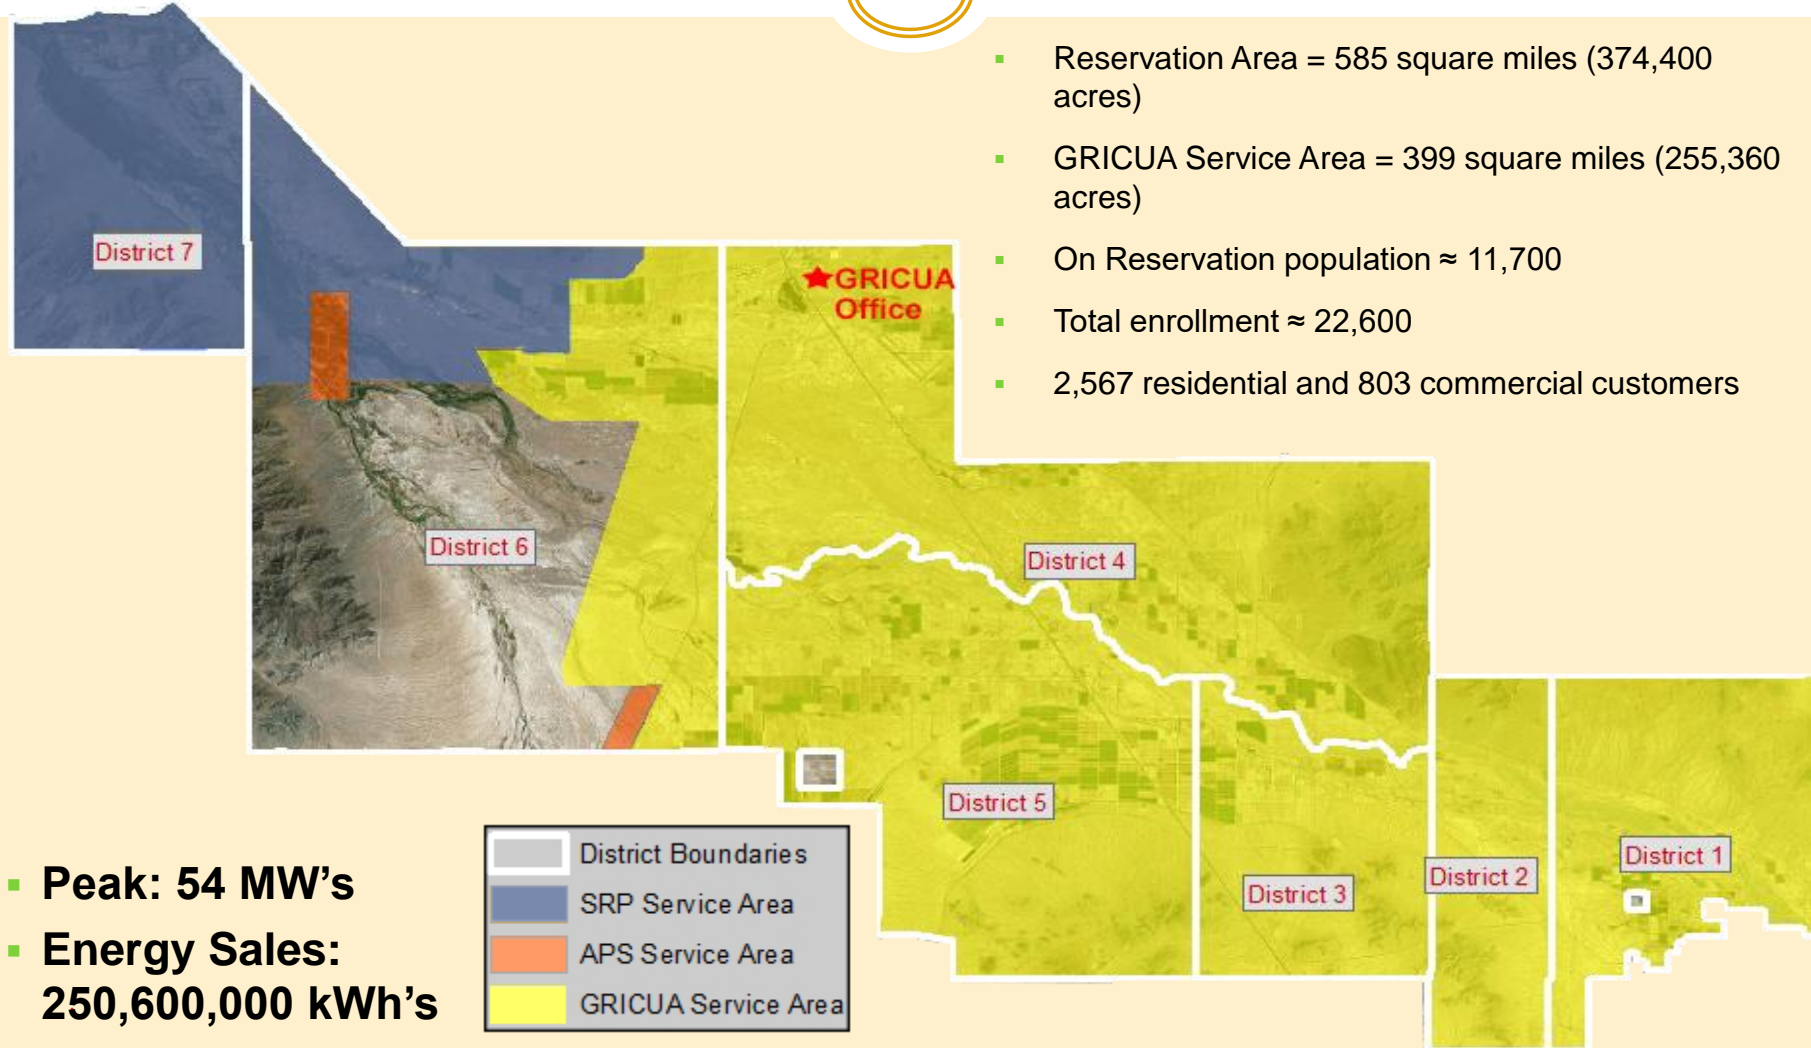 Reservation Area = 585 square miles (374,400
acres)
GRICUA Service Area = 399 square miles (255,360
acres)
On Reservation population ≈ 11,700
Total enrollment ≈ 22,600
2,567 residential and 803 commercial customers
District 7
GRICUA
Office
District 6
District 4
District 5
District 3
District 2
District 1
Peak: 54 MW’s
Energy Sales:
250,600,000 kWh’s
District Boundaries
SRP Service Area
APS Service Area
GRICUA Service Area